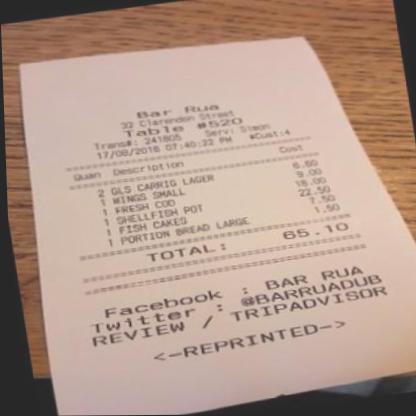 Bar Rua
32 Clarendon Street
Table #520
Trans#: 241805 Serv: Simon
17/08/2018 07:40:22 PM #Cust:4
Quan Description Cost
2 GLS CARRIG LAGER 6.60
1 WINGS SMALL 9.00
1 FRESH COD 18.00
1 SHELLFISH POT 22.50
1 FISH CAKES 7.50
1 PORTION BREAD LARGE 1.50
TOTAL: 65.10
Facebook : BAR RUA
Twitter : @BARRUADUB
REVIEW / TRIPADVISOR
<-REPRINTED->